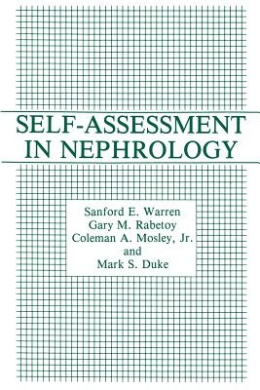 SELF-ASSESSMENT
IN NEPHROLOGY
Sanford E. Warren
Gary M. Rabetoy
Coleman A. Mosley, Jr.
and
Mark S. Duke